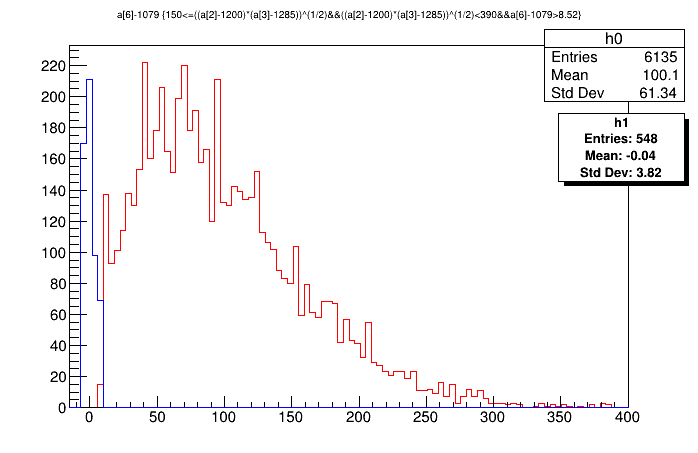 a[6]-1079 {150<=((a[2]-1200)*(a[3]-1285))^(1/2)&&((a[2]-1200)*(a[3]-1285))^(1/2)<390&&a[6]-1079>8.52}
h0
Entries 6135
Mean 100.1
Std Dev 61.34
h1
Entries: 548
Mean: -0.04
Std Dev: 3.82
220
200
180
160
140
120
100
80
60
40
20
0
0 50 100 150 200 250 300 350 400